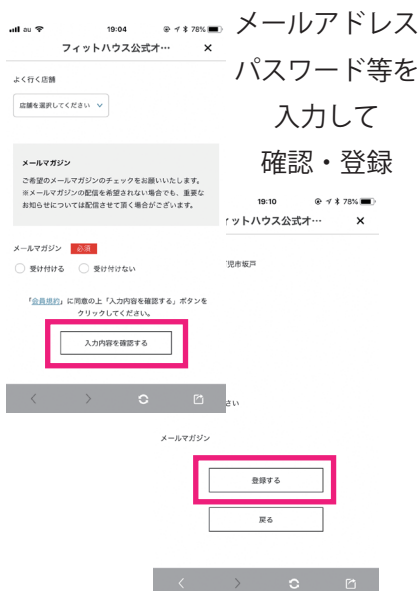 au 19:04 78%
フィットハウス公式オ… ×
メールアドレス
パスワード等を
入力して
確認・登録
よく行く店舗
店舗を選択してください
メールマガジン
ご希望のメールマガジンのチェックをお願いいたします。
※メールマガジンの配信を希望されない場合でも、重要な
お知らせについては配信させて頂く場合がございます。
メールマガジン 必須
受け付ける 受け付けない
「会員規約」に同意の上「入力内容を確認する」ボタンを
クリックしてください。
入力内容を確認する
19:10 78%
ットハウス公式オ… ×
児市坂戸
さい
メールマガジン
登録する
戻る